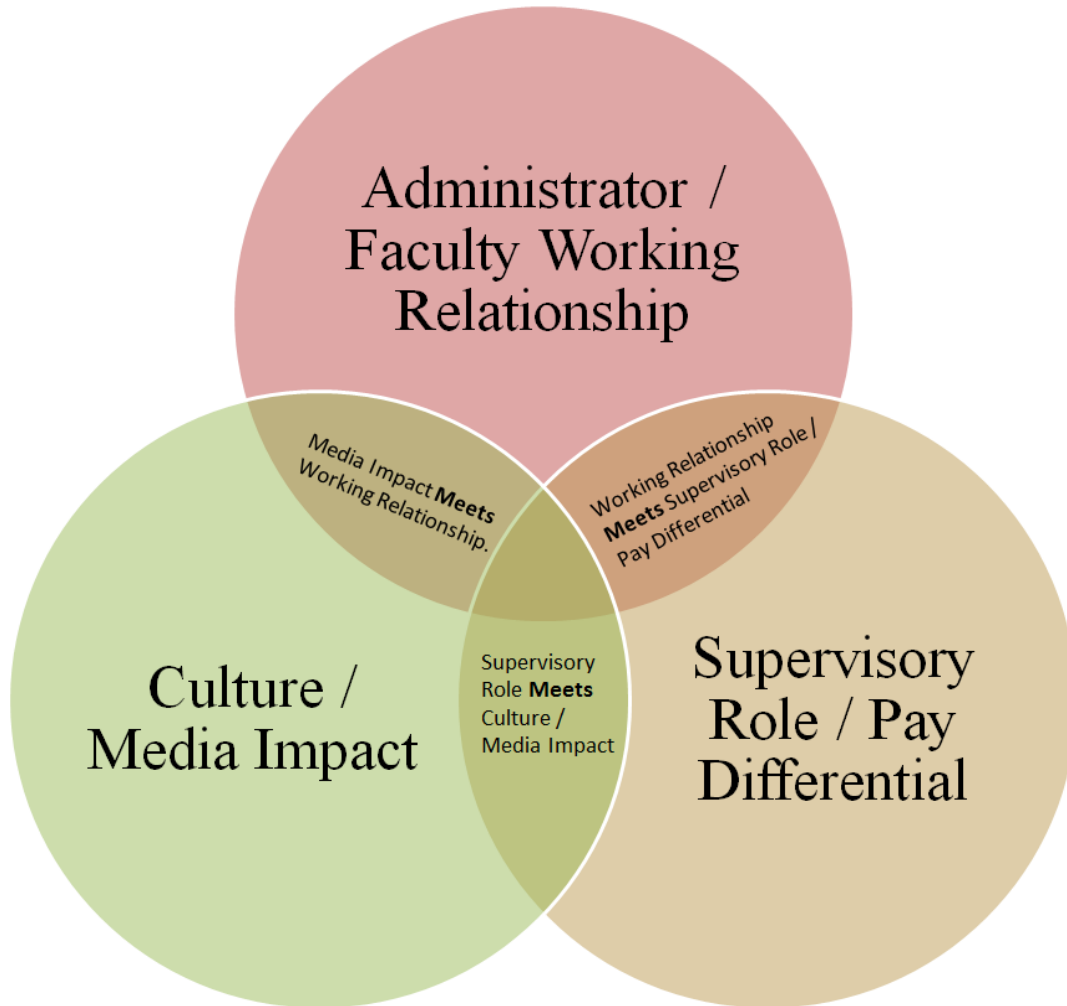 Administrator /
Faculty Working
Relationship
Media Impact Meets
Working Relationship.
Working Relationship
Meets Supervisory Role /
Pay Differential
Culture /
Media Impact
Supervisory
Role Meets
Culture /
Media Impact
Supervisory
Role / Pay
Differential